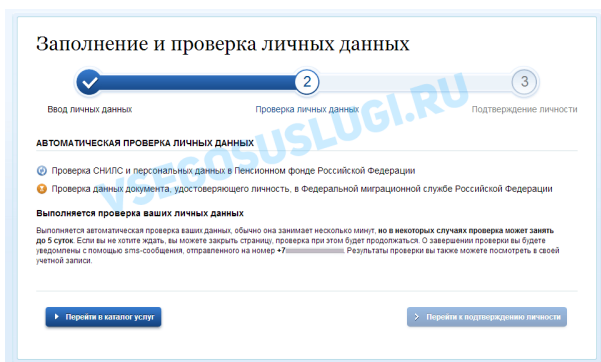 Заполнение и проверка личных данных
2
3
Ввод личных данных
Проверка личных данных
Подтверждение личности
VSEGOSUSLUGI.RU
АВТОМАТИЧЕСКАЯ ПРОВЕРКА ЛИЧНЫХ ДАННЫХ
Проверка СНИЛС и персональных данных в Пенсионном фонде Российской Федерации
Проверка данных документа, удостоверяющего личность, в Федеральной миграционной службе Российской Федерации
Выполняется проверка ваших личных данных
Выполняется автоматическая проверка ваших данных, обычно она занимает несколько минут, но в некоторых случаях проверка может занять
до 5 суток. Если вы не хотите ждать, вы можете закрыть страницу, проверка при этом будет продолжаться. О завершении проверки вы будете
уведомлены с помощью sms-сообщения, отправленного на номер +7 . Результаты проверки вы также можете посмотреть в своей
учетной записи.
Перейти в каталог услуг
Перейти к подтверждению личности